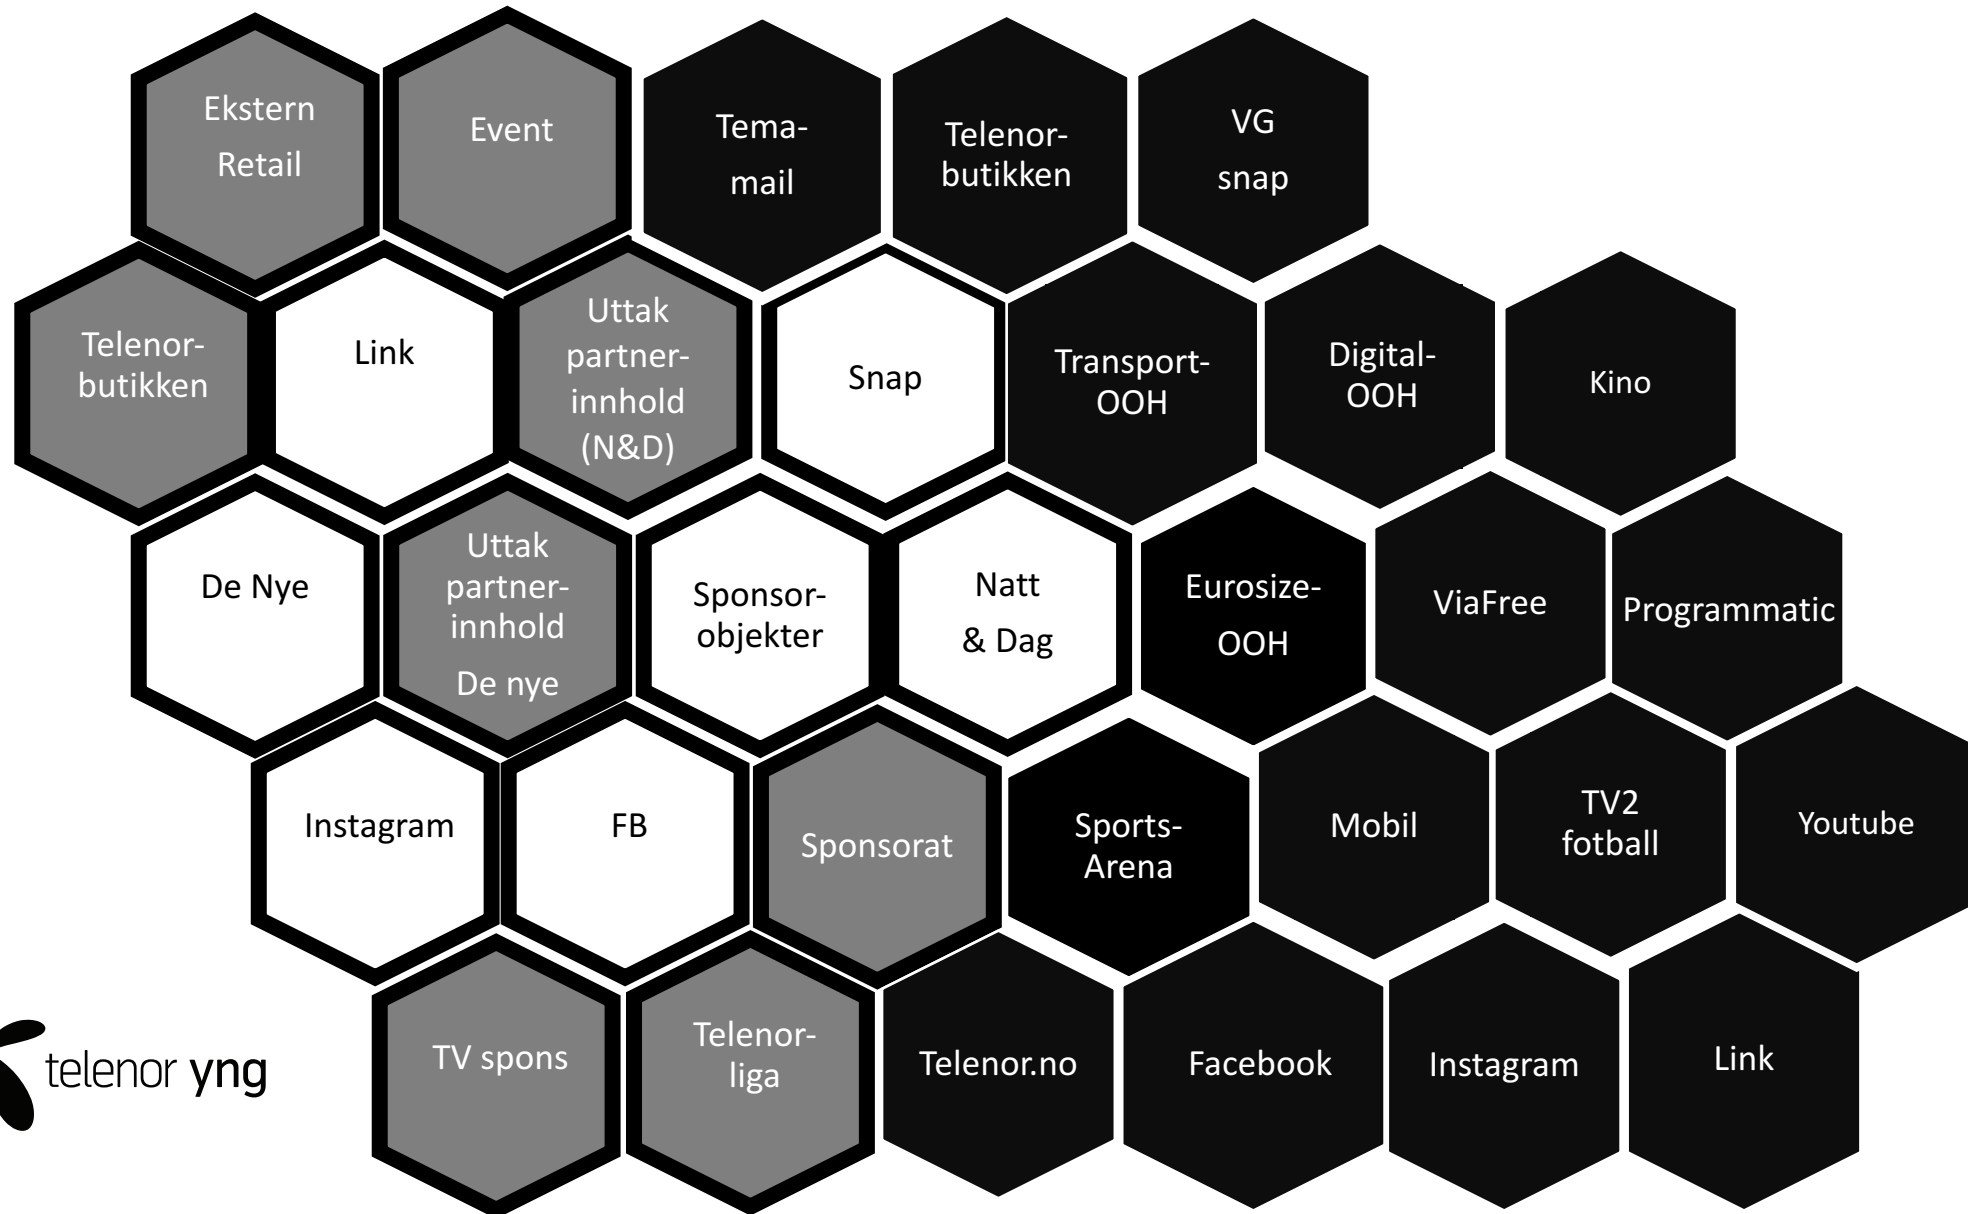 Ekstern
Retail
Event
Tema-
mail
Telenor-
butikken
VG
snap
Telenor-
butikken
Link
Uttak
partner-
innhold
(N&D)
Snap
Transport-
OOH
Digital-
OOH
Kino
De Nye
Uttak
partner-
innhold
De nye
Sponsor-
objekter
Natt
& Dag
Eurosize-
OOH
ViaFree
Programmatic
Instagram
FB
Sponsorat
Sports-
Arena
Mobil
TV2
fotball
Youtube
TV spons
Telenor-
liga
Telenor.no
Facebook
Instagram
Link
telenor yng